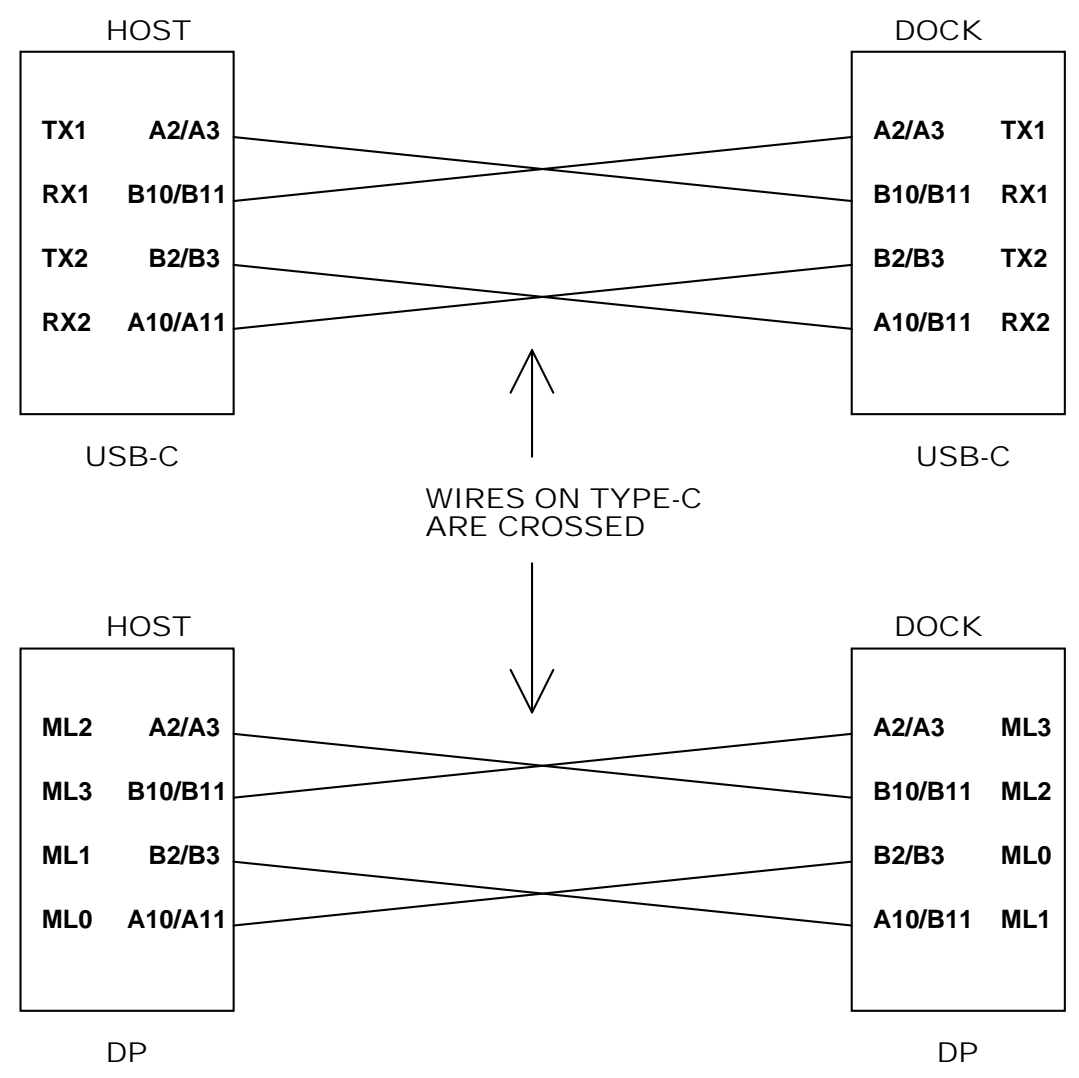 HOST DOCK
TX1 A2/A3 A2/A3 TX1
RX1 B10/B11 B10/B11 RX1
TX2 B2/B3 B2/B3 TX2
RX2 A10/A11 A10/B11 RX2
USB-C USB-C
WIRES ON TYPE-C
ARE CROSSED
HOST DOCK
ML2 A2/A3 A2/A3 ML3
ML3 B10/B11 B10/B11 ML2
ML1 B2/B3 B2/B3 ML0
ML0 A10/A11 A10/B11 ML1
DP DP